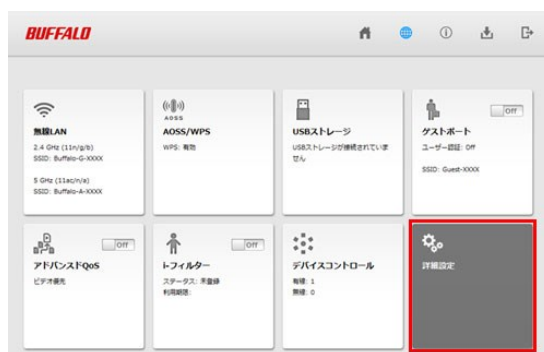 BUFFALO
無線LAN
2.4 GHz (11n/g/b)
SSID: Buffalo-G-XXXX
5 GHz (11ac/n/a)
SSID: Buffalo-A-XXXX
AOSS
AOSS/WPS
WPS: 有効
USBストレージ
USBストレージが接続されていま
せん
Off
ゲストポート
ユーザー認証: Off
SSID: Guest-XXXX
Off
アドバンスドQoS
ビデオ優先
Off
i-フィルター
ステータス: 未登録
利用期限:
デバイスコントロール
有線: 1
無線: 0
詳細設定